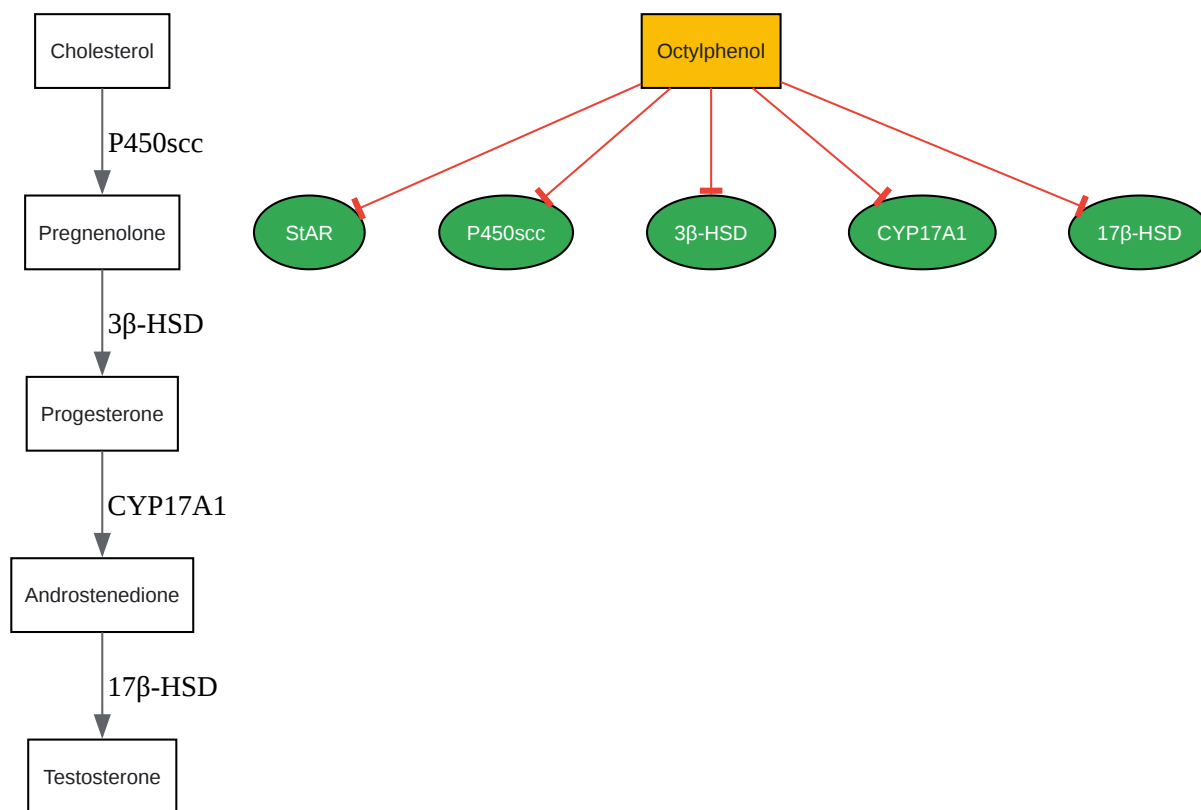 Cholesterol
Octylphenol
P450scc
Pregnenolone
StAR
P450scc
3β-HSD
CYP17A1
17β-HSD
3β-HSD
Progesterone
CYP17A1
Androstenedione
17β-HSD
Testosterone